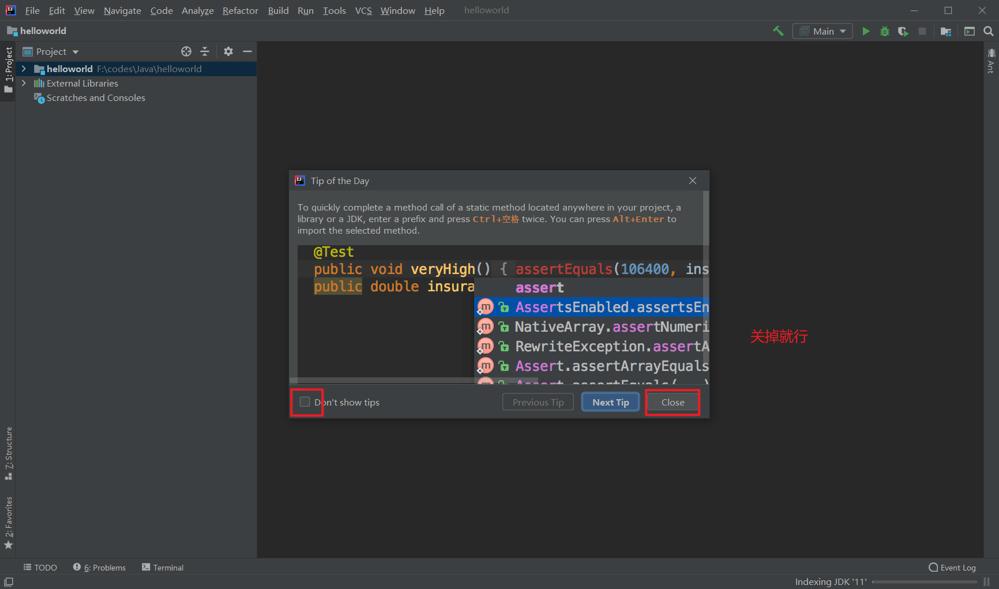 File Edit View Navigate Code Analyze Refactor Build Run Tools VCS Window Help helloworld
helloworld
Main
1: Project
Project
helloworld F:\codes\Java\helloworld
External Libraries
Scratches and Consoles
Ant
Tip of the Day
To quickly complete a method call of a static method located anywhere in your project, a
library or a JDK, enter a prefix and press Ctrl+空格 twice. You can press Alt+Enter to
import the selected method.
@Test
public void veryHigh() { assertEquals(106400, ins
public double insura
assert
AssertsEnabled.assertsEn
NativeArray.assertNumeri
RewriteException.assertA
Assert.assertArrayEquals
Assert.assertEquals(
关掉就行
Don't show tips
Previous Tip
Next Tip
Close
7: Structure
2: Favorites
TODO
6: Problems
Terminal
Event Log
Indexing JDK '11'